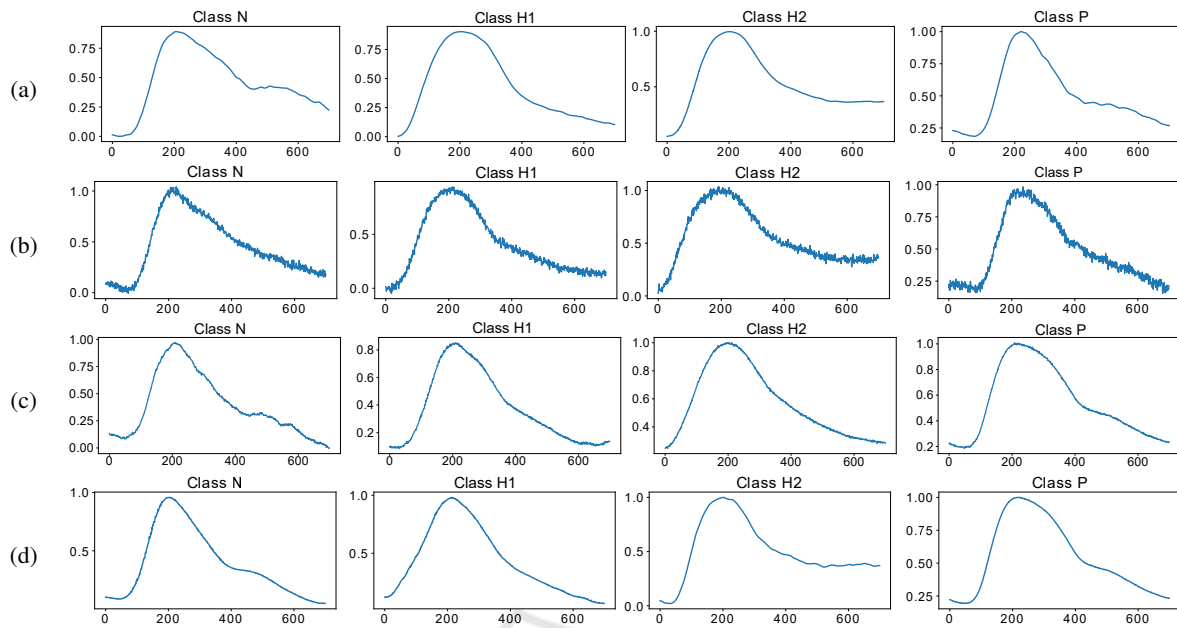 Class N Class H1 Class H2 Class P
(a)
0.75 0.50 0.25 0.00
0 200 400 600
0.75 0.50 0.25 0.00
0 200 400 600
0.5
0 200 400 600
1.00 0.75 0.50 0.25
0 200 400 600
Class N Class H1 Class H2 Class P
(b)
1.0 0.5 0.0
0 200 400 600
0.5 0.0
0 200 400 600
1.0 0.5 0.0
0 200 400 600
1.00 0.75 0.50 0.25
0 200 400 600
Class N Class H1 Class H2 Class P
(c)
1.00 0.75 0.50 0.25 0.00
0 200 400 600
0.8 0.6 0.4 0.2
0 200 400 600
1.0 0.8 0.6 0.4
0 200 400 600
1.0 0.8 0.6 0.4 0.2
0 200 400 600
Class N Class H1 Class H2 Class P
(d)
1.0 0.5
0 200 400 600
1.0 0.5
0 200 400 600
1.0 0.5 0.0
0 200 400 600
1.00 0.75 0.50 0.25
0 200 400 600